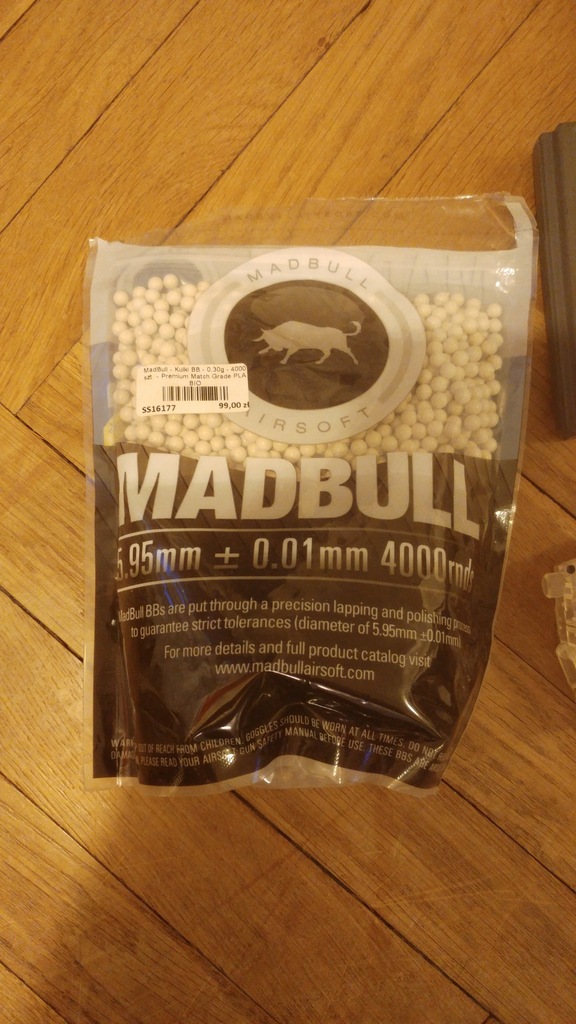 MADBULL
AIRSOFT
MadBull - Kulki BB - 0.30g - 4000
szt. - Premium Match Grade PLA
BIO
SS16177 99,00 zł
MADBULL
5.95mm ± 0.01mm 4000rnds
MadBull BBs are put through a precision lapping and polishing process
to guarantee strict tolerances (diameter of 5.95mm ±0.01mm)
For more details and full product catalog visit
www.madbullairsoft.com
OUT OF REACH FROM CHILDREN. GOGGLES SHOULD BE WORN AT ALL TIMES. DO NOT
PLEASE READ YOUR AIRSOFT GUN SAFETY MANUAL BEFORE USE. THESE BBS ARE